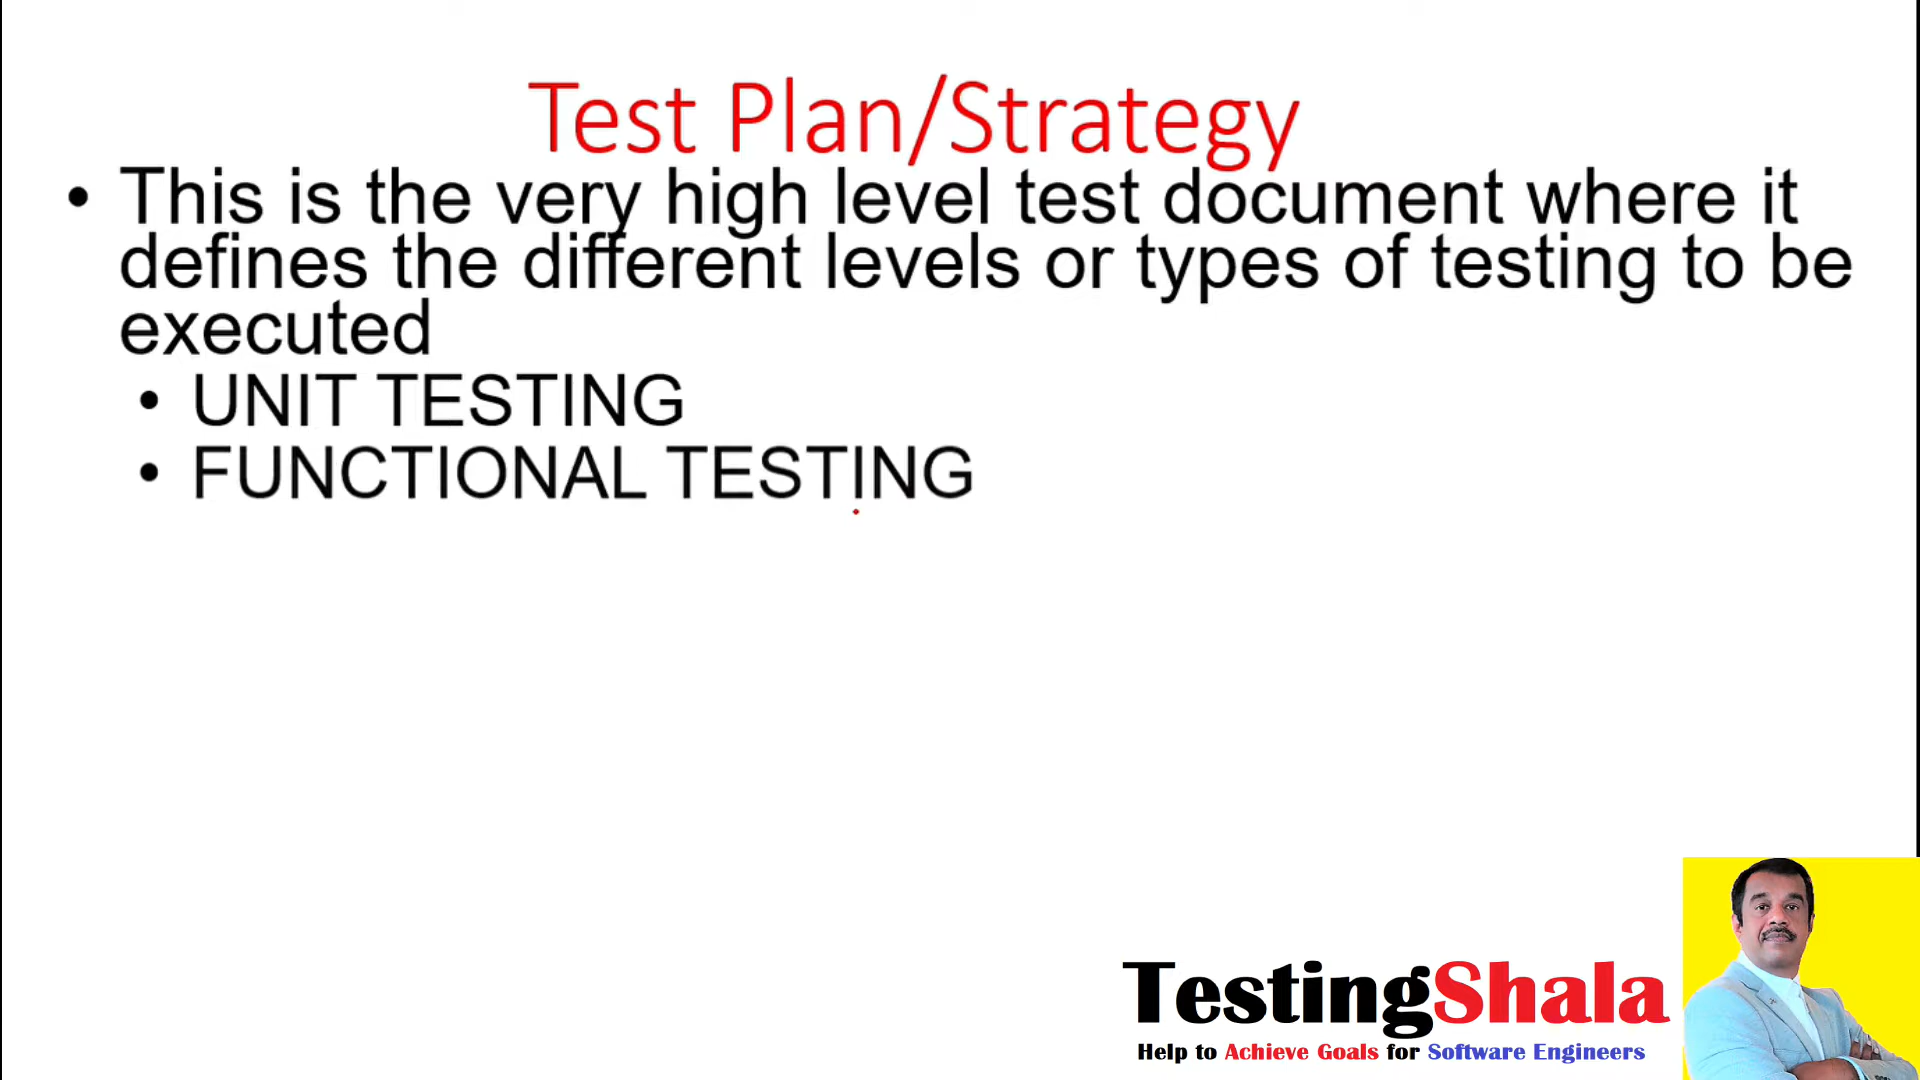 Test Plan/Strategy
• This is the very high level test document where it
defines the different levels or types of testing to be
executed
• UNIT TESTING
• FUNCTIONAL TESTING
TestingShala
Help to Achieve Goals for Software Engineers